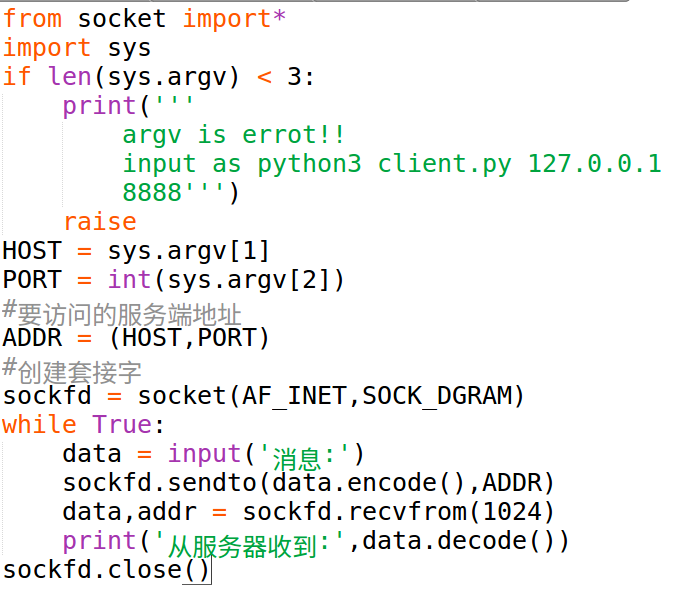 from socket import*
import sys
if len(sys.argv) < 3:
    print('''
        argv is errot!!
        input as python3 client.py 127.0.0.1
        8888''')
    raise
HOST = sys.argv[1]
PORT = int(sys.argv[2])
#要访问的服务端地址
ADDR = (HOST,PORT)
#创建套接字
sockfd = socket(AF_INET,SOCK_DGRAM)
while True:
    data = input('消息:')
    sockfd.sendto(data.encode(),ADDR)
    data,addr = sockfd.recvfrom(1024)
    print('从服务器收到:',data.decode())
sockfd.close()